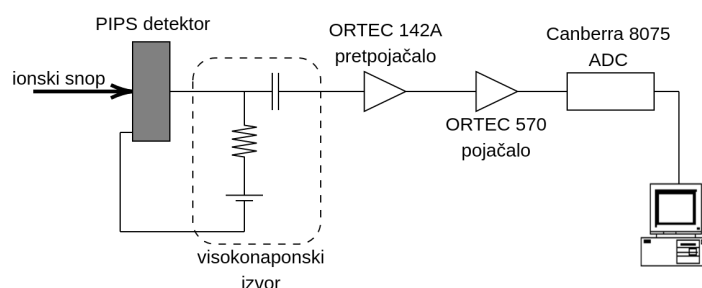 PIPS detektor
ionski snop
ORTEC 142A
pretpojačalo
Canberra 8075
ADC
ORTEC 570
pojačalo
visokonaponski
izvor